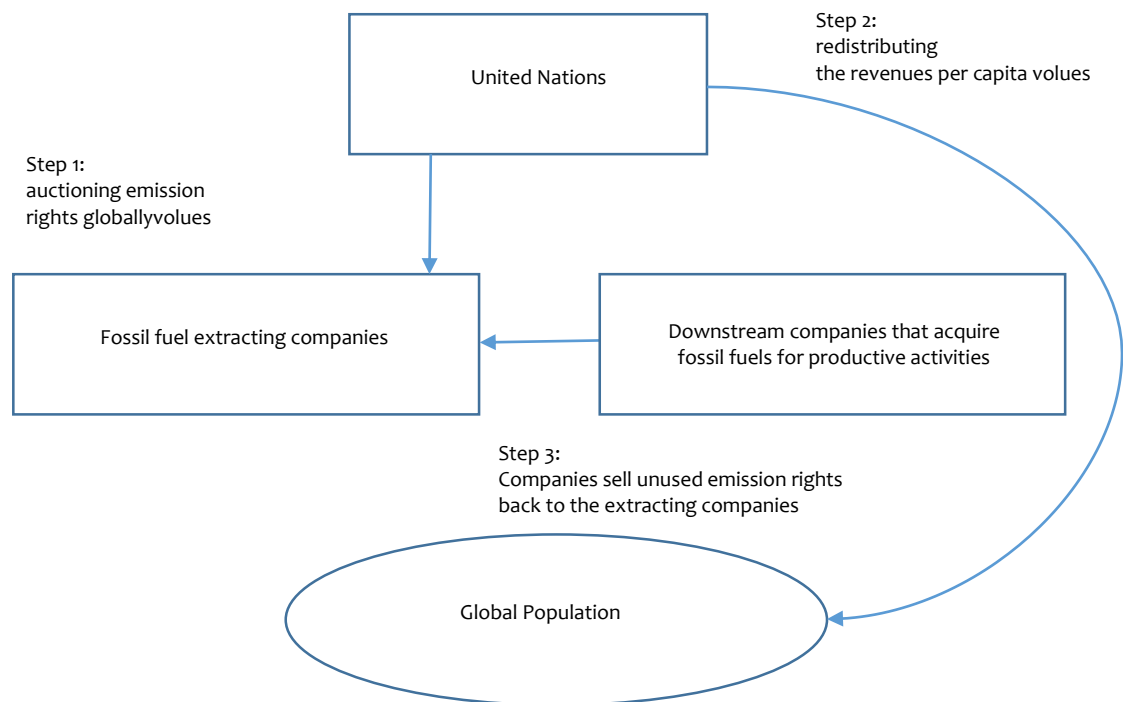 Step 2:
redistributing
the revenues per capita volues
United Nations
Step 1:
auctioning emission
rights globallyvolues
Fossil fuel extracting companies
Downstream companies that acquire
fossil fuels for productive activities
Step 3:
Companies sell unused emission rights
back to the extracting companies
Global Population